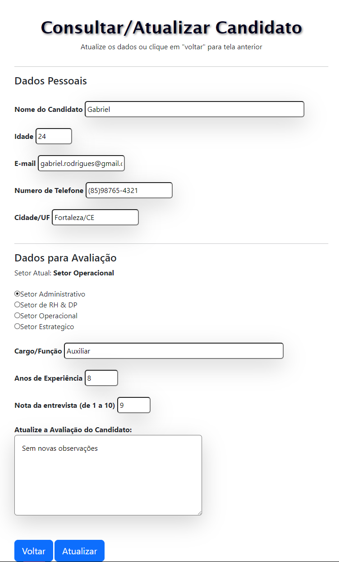 Consultar/Atualizar Candidato
Atualize os dados ou clique em "voltar" para tela anterior
Dados Pessoais
Nome do Candidato Gabriel
Idade 24
E-mail gabriel.rodrigues@gmail.c
Numero de Telefone (85)98765-4321
Cidade/UF Fortaleza/CE
Dados para Avaliação
Setor Atual: Setor Operacional
Setor Administrativo
Setor de RH & DP
Setor Operacional
Setor Estrategico
Cargo/Função Auxiliar
Anos de Experiência 8
Nota da entrevista (de 1 a 10) 9
Atualize a Avaliação do Candidato:
Sem novas observações
Voltar Atualizar